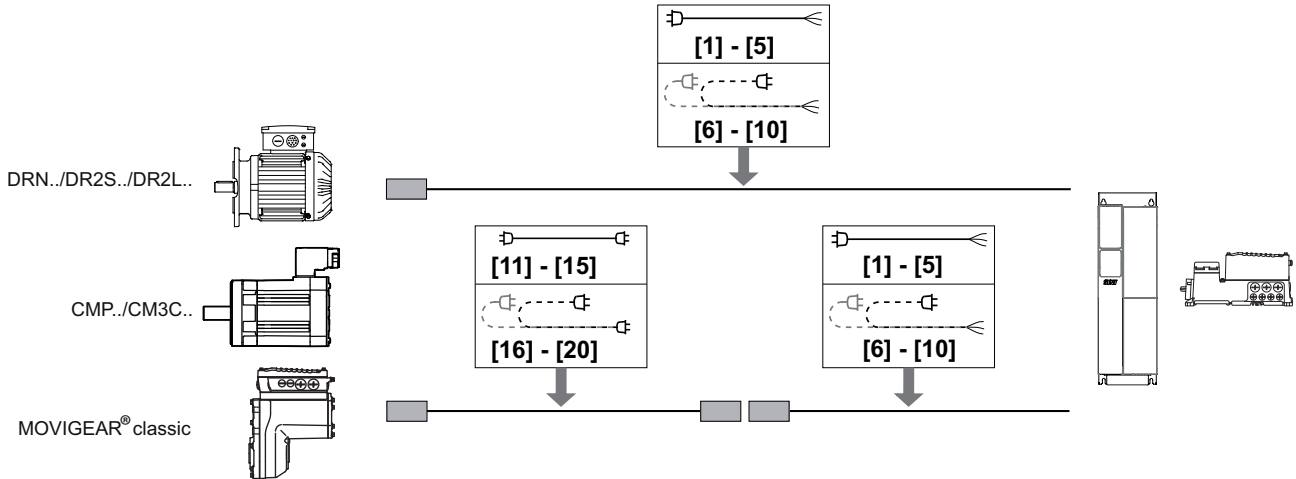 [1] - [5]
[6] - [10]
DRN../DR2S../DR2L..
[11] - [15]
[1] - [5]
CMP../CM3C..
[16] - [20]
[6] - [10]
MOVIGEAR® classic